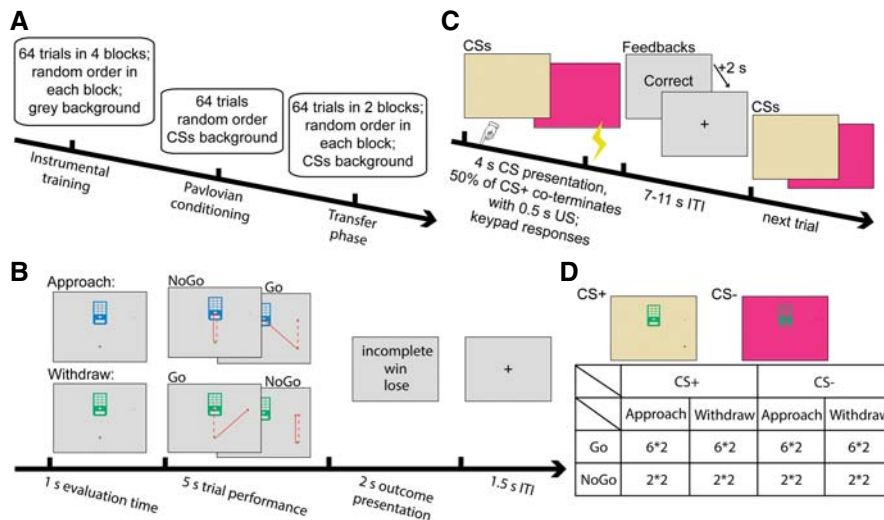 A
64 trials in 4 blocks;
random order in
each block;
grey background
64 trials
random order
CSs background
64 trials in 2 blocks;
random order in
each block;
CSs background
Instrumental
training
Pavlovian
conditioning
Transfer
phase
C
CSs
Feedbacks
Correct
+2 s
+
CSs
4 s CS presentation,
50% of CS+ co-terminates
with 0.5 s US;
keypad responses
7-11 s ITI
next trial
B
Approach:
NoGo
Go
Withdraw:
Go
NoGo
incomplete
win
lose
+
1 s evaluation time
5 s trial performance
2 s outcome
presentation
1.5 s ITI
D
CS+
CS-
CS+ CS-
Approach Withdraw Approach Withdraw
Go 6*2 6*2 6*2 6*2
NoGo 2*2 2*2 2*2 2*2